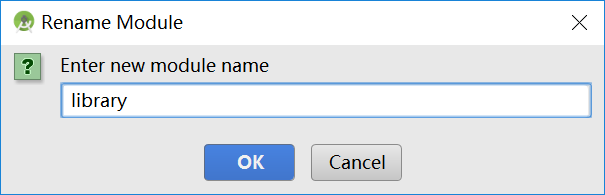 Rename Module
?
Enter new module name
library
OK
Cancel